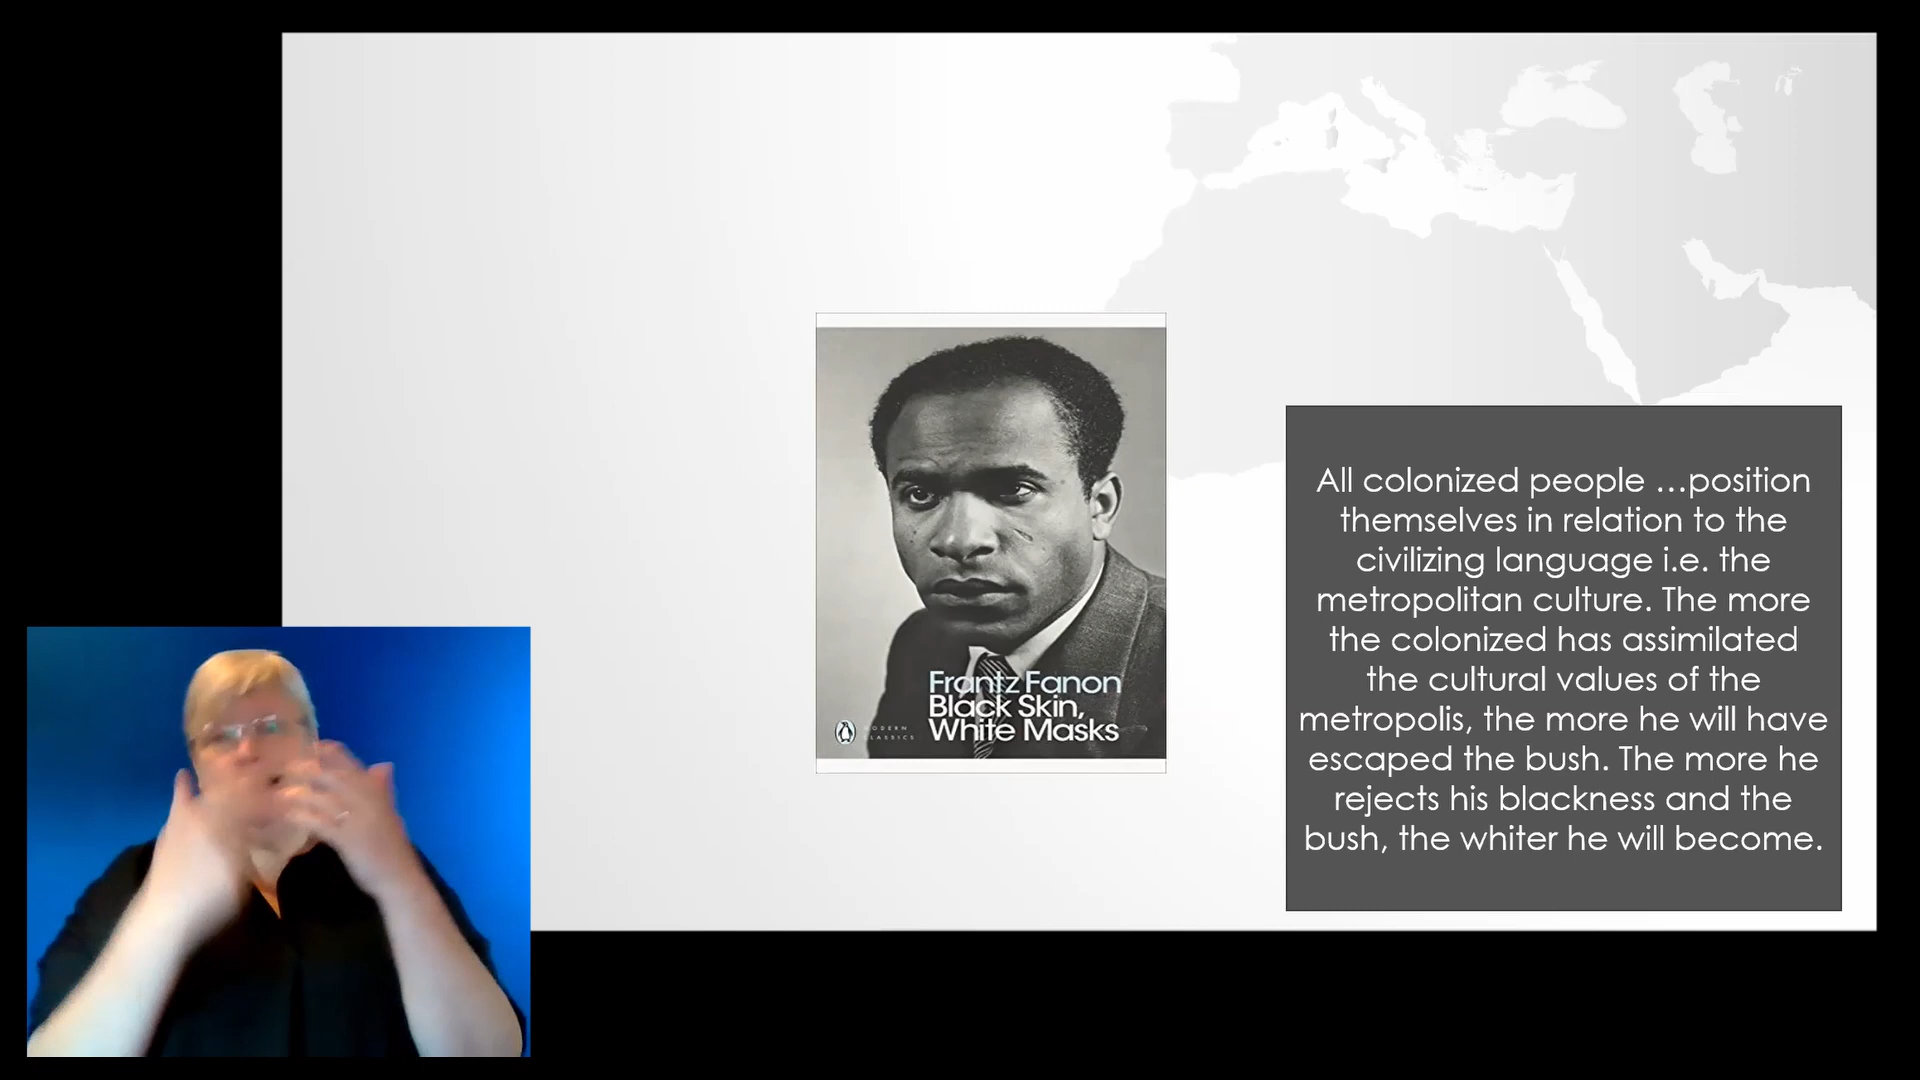 Frantz Fanon
Black Skin,
White Masks
MODERN
CLASSICS
All colonized people …position
themselves in relation to the
civilizing language i.e. the
metropolitan culture. The more
the colonized has assimilated
the cultural values of the
metropolis, the more he will have
escaped the bush. The more he
rejects his blackness and the
bush, the whiter he will become.